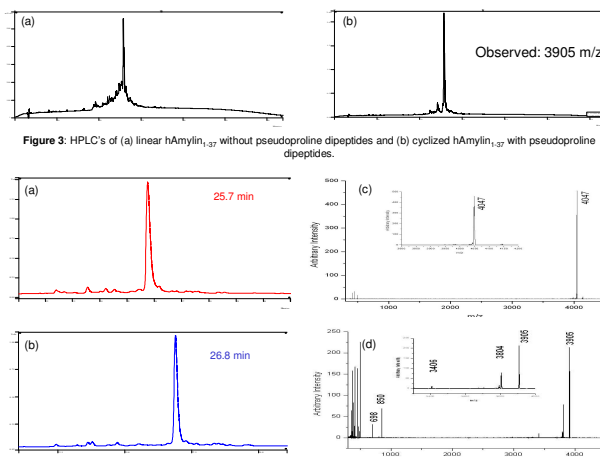 (a)
(b)
Observed: 3905 m/z
Figure 3: HPLC's of (a) linear hAmylin1-37 without pseudoproline dipeptides and (b) cyclized hAmylin1-37 with pseudoproline
dipeptides.
(a)
25.7 min
(c)
500
400
300
200
100
0
Arbitrary Intensity
4047
4047
1000
2000
3000
4000
m/z
(b)
26.8 min
(d)
250
200
150
100
50
0
Arbitrary Intensity
698
850
3406
3804
3905
3905
1000
2000
3000
4000